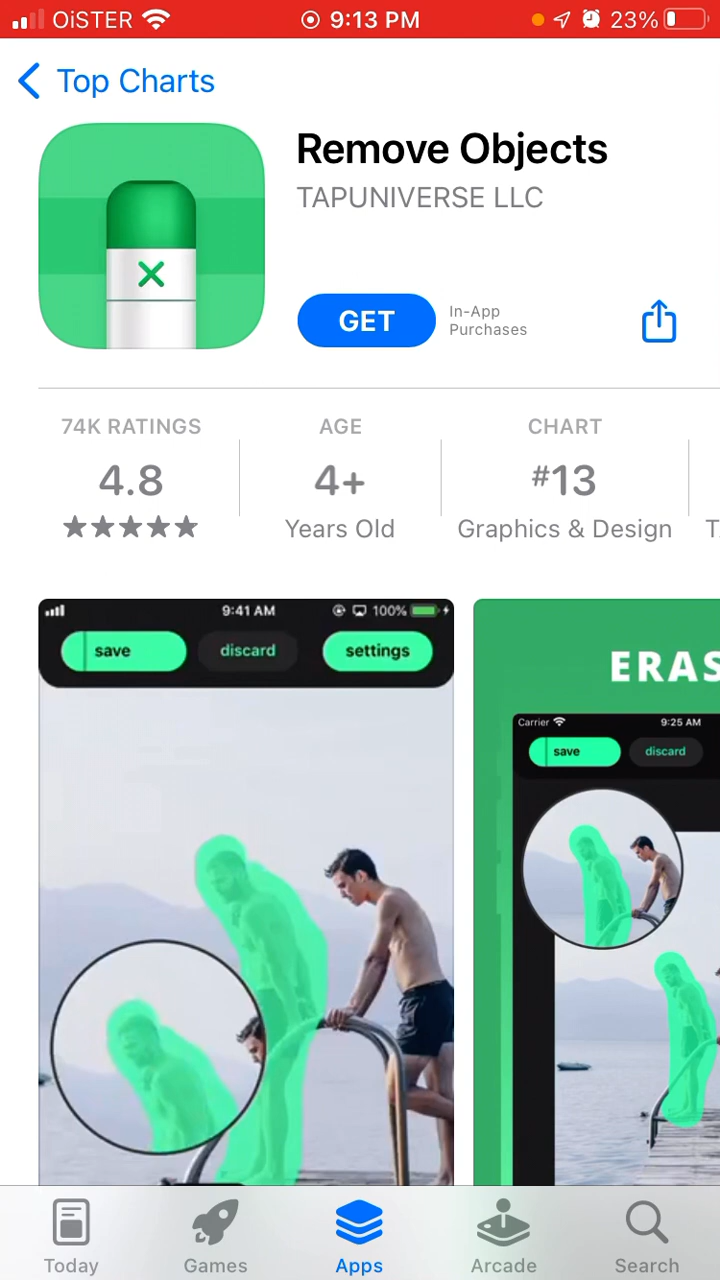 OiSTER 9:13 PM 23%
Top Charts
Remove Objects
TAPUNIVERSE LLC
GET
In-App
Purchases
74K RATINGS AGE CHART
4.8 4+ #13
Years Old Graphics & Design
9:41 AM 100%
save discard settings
ERAS
Carrier 9:25 AM
save discard
Today Games Apps Arcade Search